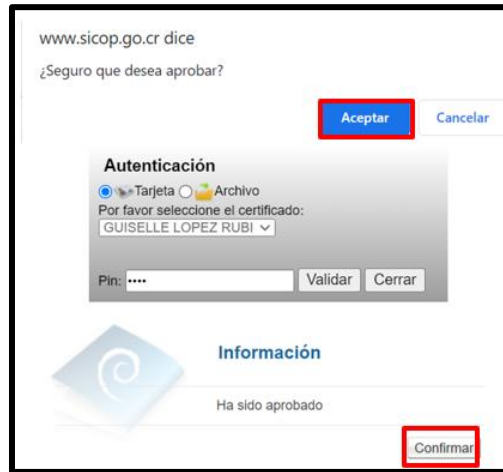 www.sicop.go.cr dice
¿Seguro que desea aprobar?
Aceptar Cancelar
Autenticación
Tarjeta Archivo
Por favor seleccione el certificado:
GUISELLE LOPEZ RUBI
Pin: •••• Validar Cerrar
Información
Ha sido aprobado
Confirmar